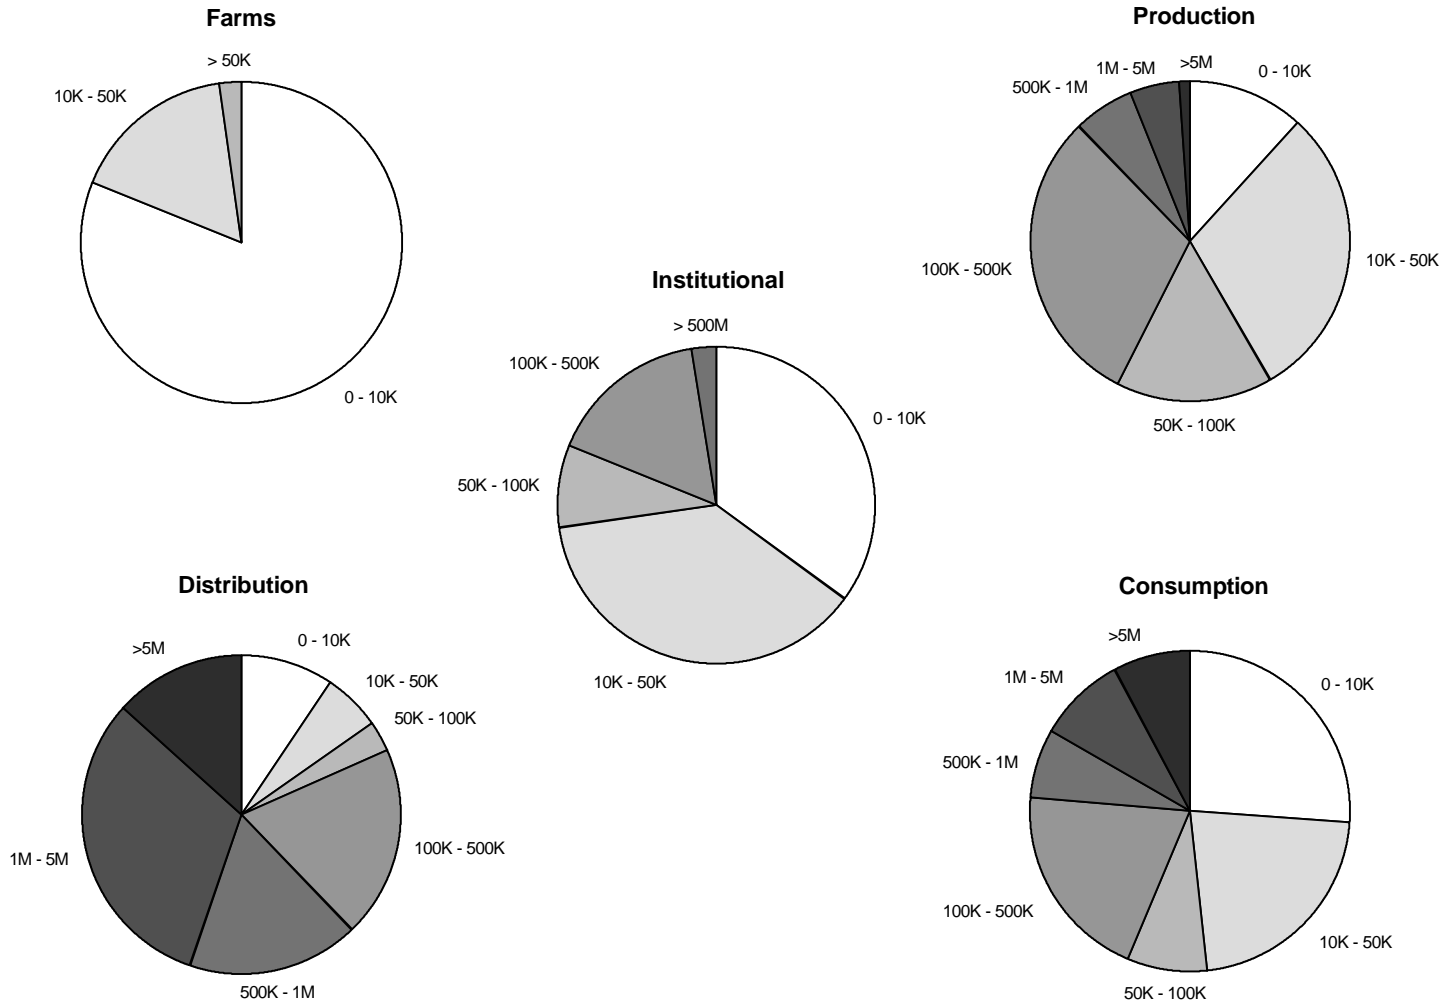 Farms
> 50K
10K - 50K
0 - 10K
Production
>5M
1M - 5M
500K - 1M
0 - 10K
10K - 50K
100K - 500K
50K - 100K
Institutional
> 500M
100K - 500K
0 - 10K
50K - 100K
10K - 50K
Distribution
>5M
0 - 10K
10K - 50K
50K - 100K
100K - 500K
1M - 5M
500K - 1M
Consumption
>5M
1M - 5M
0 - 10K
500K - 1M
100K - 500K
10K - 50K
50K - 100K